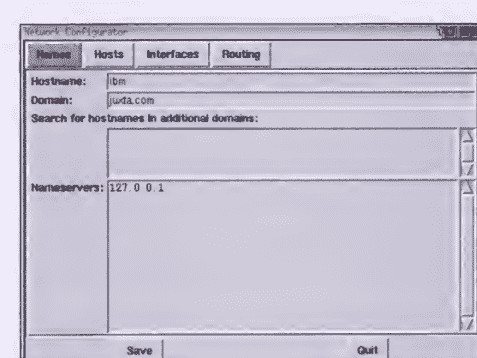 Network Configurator
Names Hosts Interfaces Routing
Hostname: ibm
Domain: juxta.com
Search for hostnames in additional domains:
Nameservers: 127.0.0.1
Save Quit